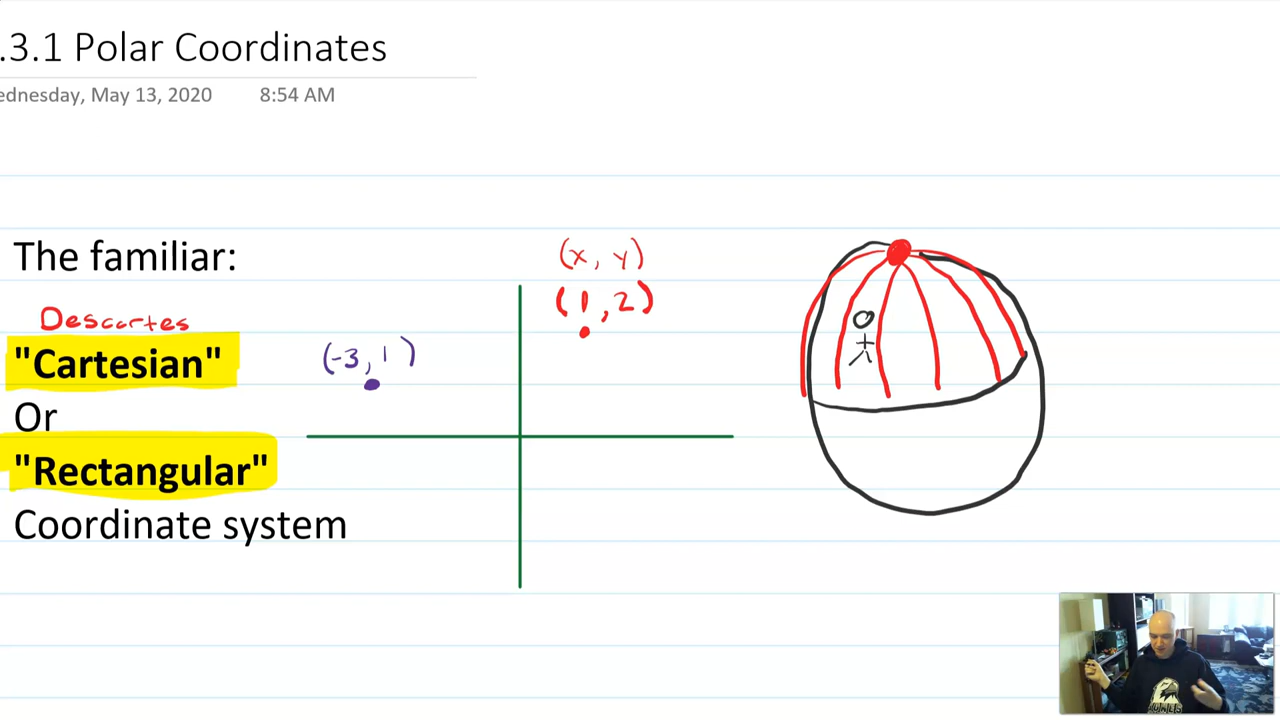 .3.1 Polar Coordinates
ednesday, May 13, 2020 8:54 AM
The familiar:
(x, y)
(1, 2)
Descartes
"Cartesian"
(-3, 1)
Or
"Rectangular"
Coordinate system